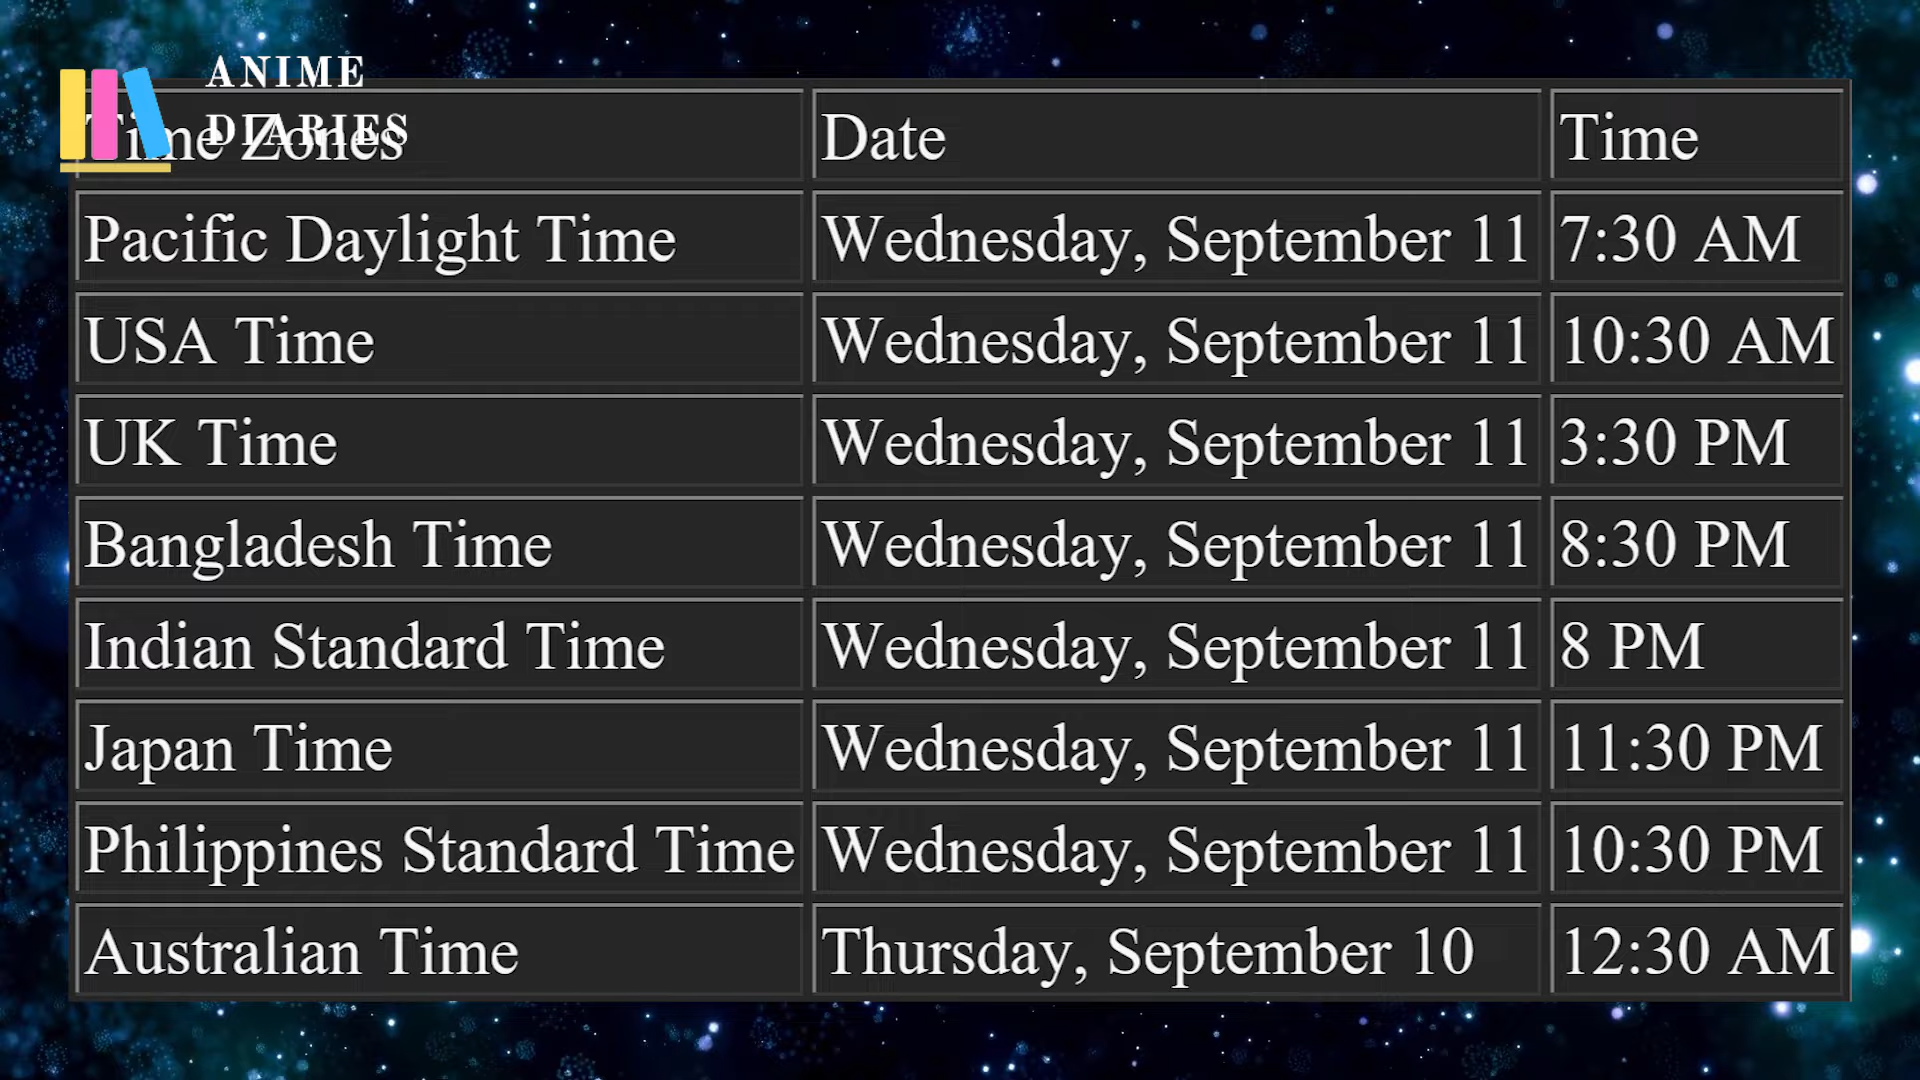 ANIME
DIARIES
Time Zones Date Time
Pacific Daylight Time Wednesday, September 11 7:30 AM
USA Time Wednesday, September 11 10:30 AM
UK Time Wednesday, September 11 3:30 PM
Bangladesh Time Wednesday, September 11 8:30 PM
Indian Standard Time Wednesday, September 11 8 PM
Japan Time Wednesday, September 11 11:30 PM
Philippines Standard Time Wednesday, September 11 10:30 PM
Australian Time Thursday, September 10 12:30 AM